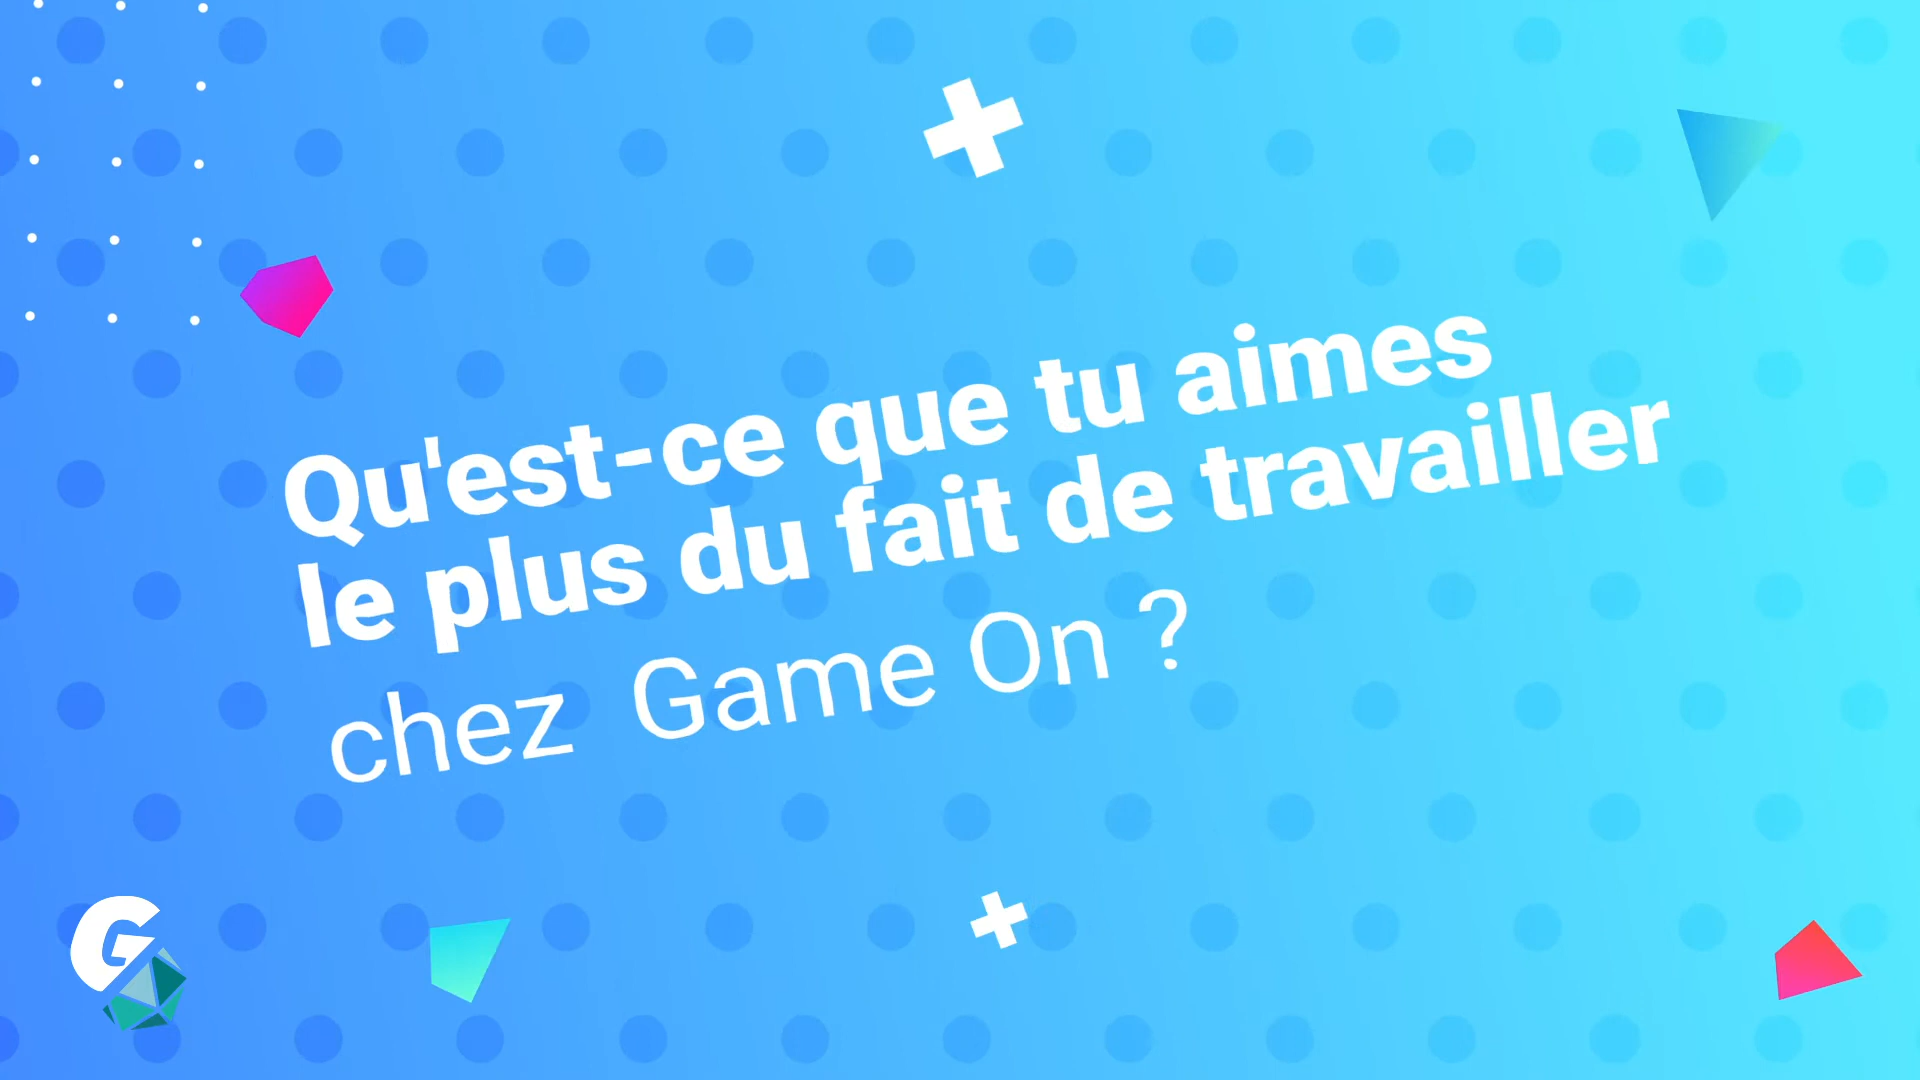 Qu'est-ce que tu aimes
le plus du fait de travailler
chez Game On ?
G